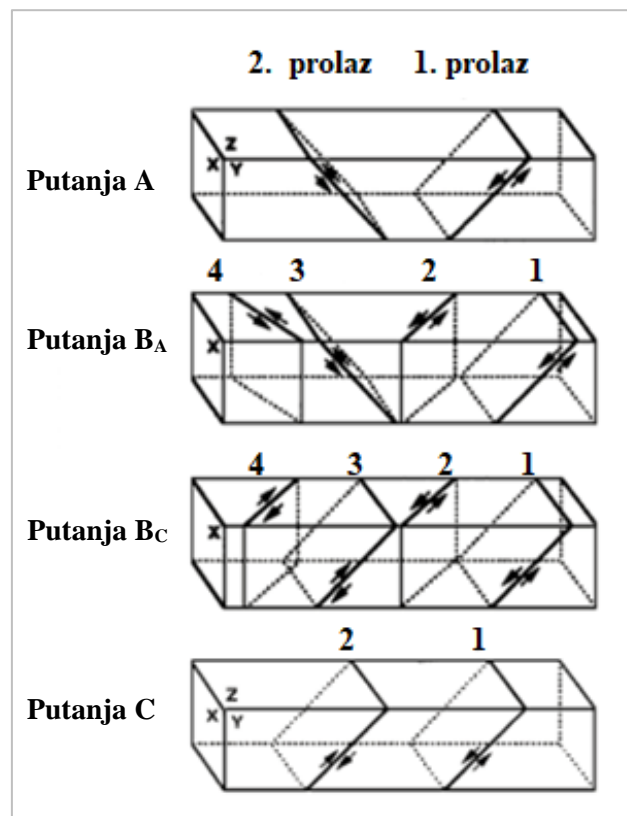 2. prolaz 1. prolaz
Putanja A
Z
X Y
4 3 2 1
Putanja BA
X
4 3 2 1
Putanja BC
X
2 1
Putanja C
Z
X Y